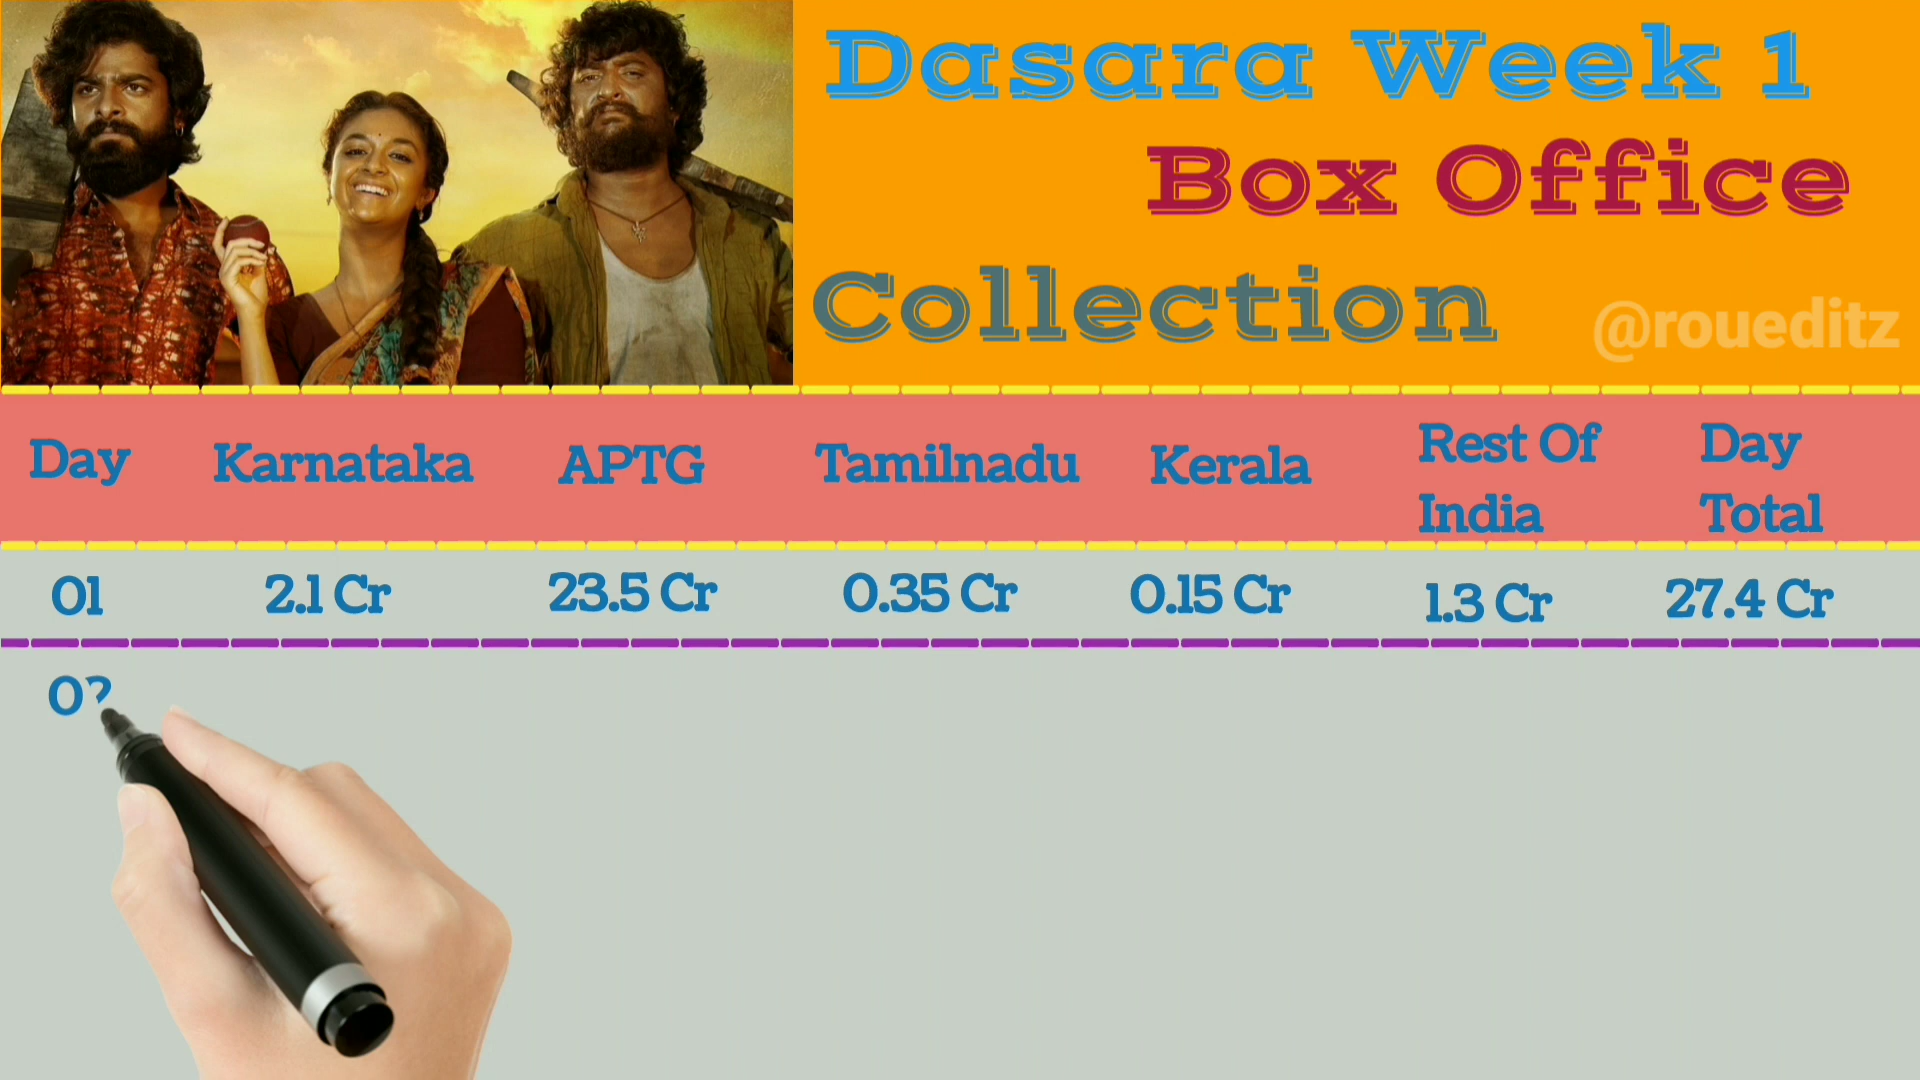 Dasara Week 1
Box Office
Collection
@roueditz
Day Karnataka APTG Tamilnadu Kerala Rest Of India Day Total
01 2.1 Cr 23.5 Cr 0.35 Cr 0.15 Cr 1.3 Cr 27.4 Cr
02